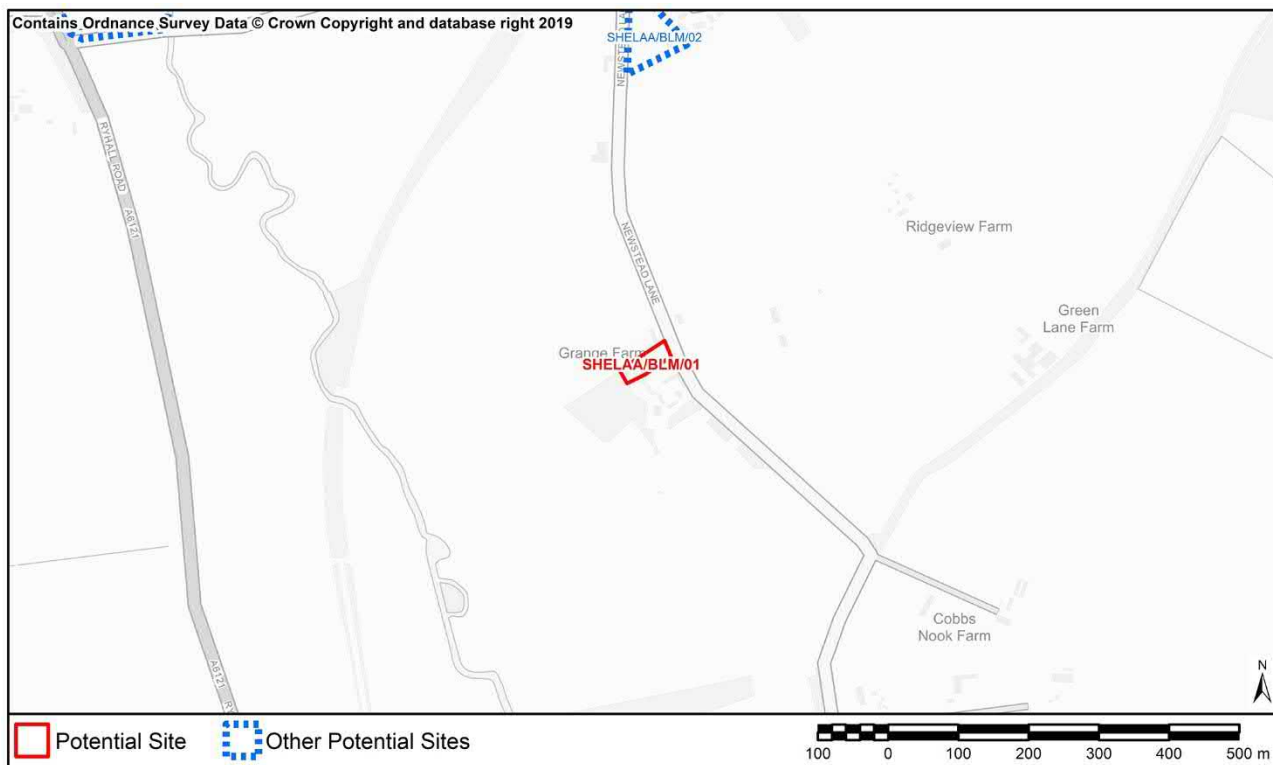 Contains Ordnance Survey Data © Crown Copyright and database right 2019
SHELAA/BLM/02
NEWSTEAD LA
RYHALL ROAD
A6121
NEWSTEAD LANE
Ridgeview Farm
Green
Lane Farm
Grange Farm
SHELAA/BLM/01
Cobbs
Nook Farm
A6121
RY
N
Potential Site
Other Potential Sites
100 0 100 200 300 400 500 m